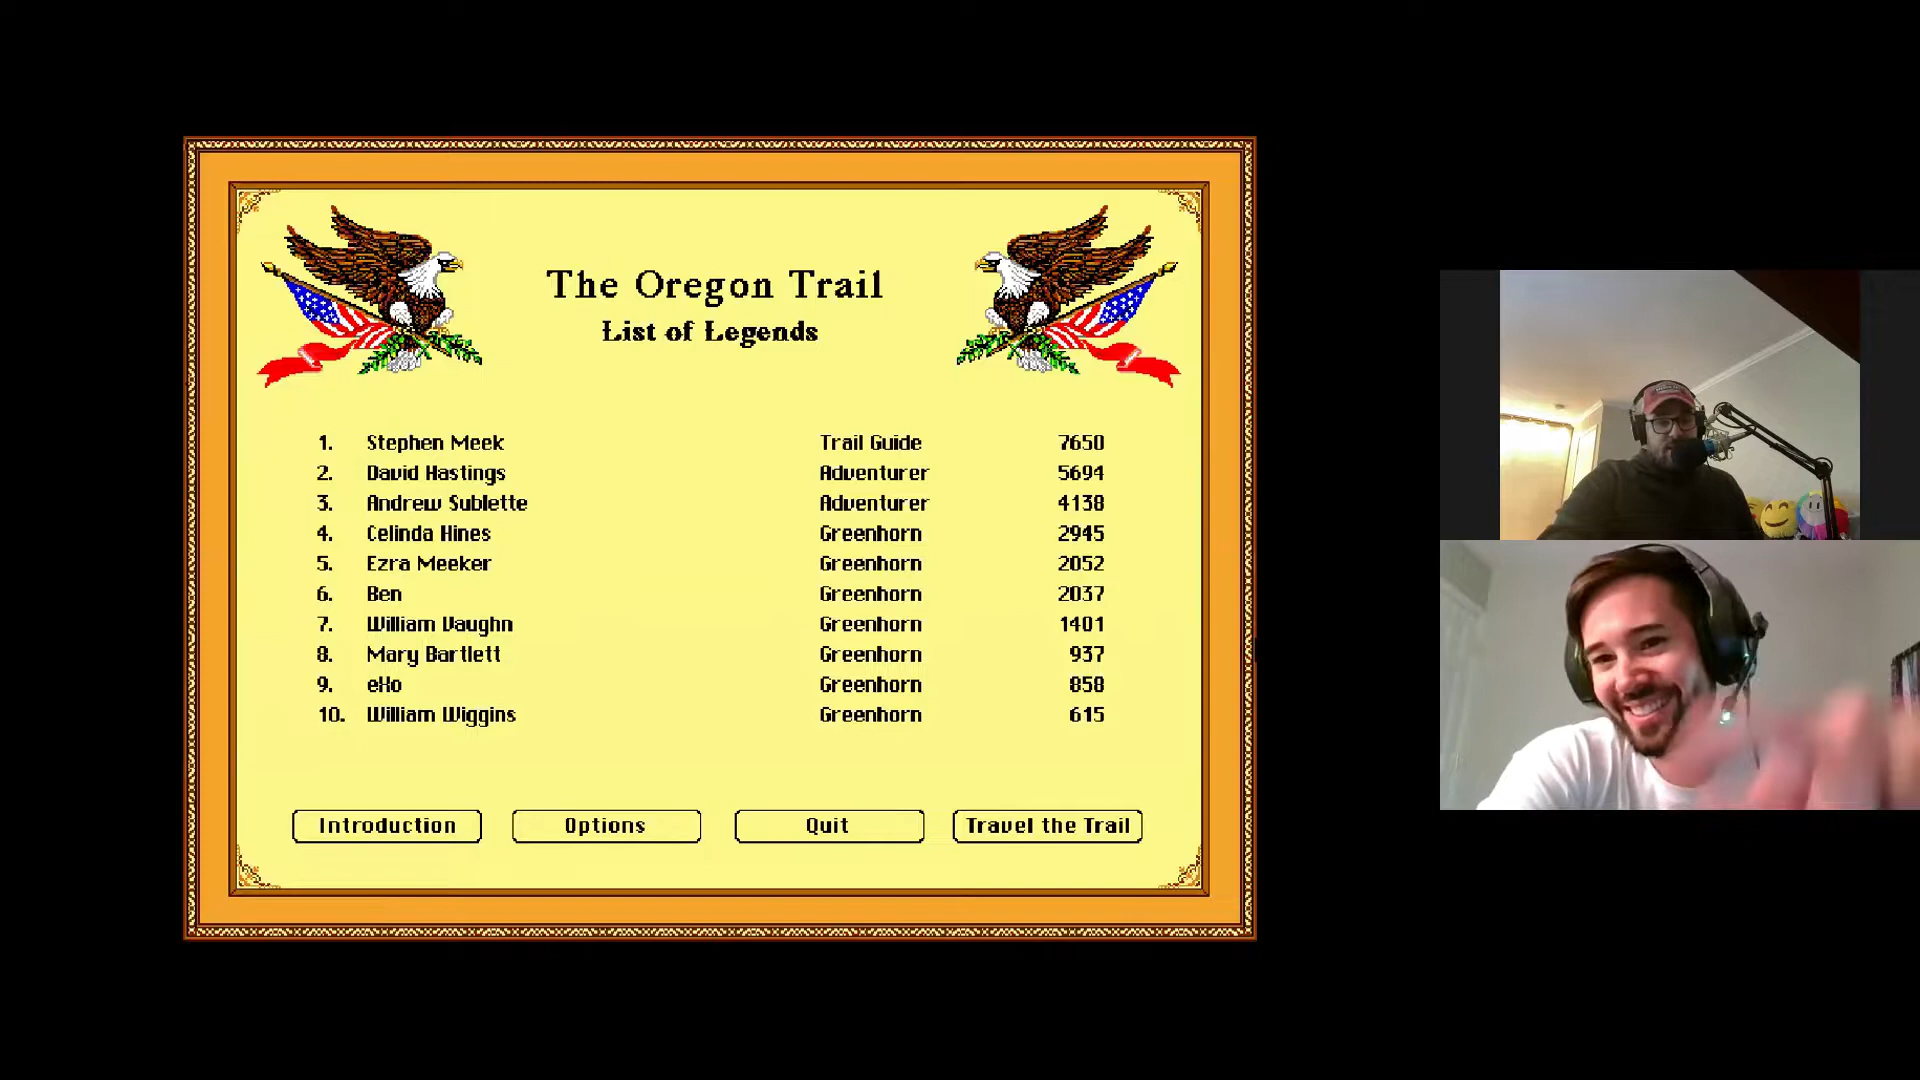 The Oregon Trail
List of Legends
1. Stephen Meek Trail Guide 7650
2. David Hastings Adventurer 5694
3. Andrew Sublette Adventurer 4138
4. Celinda Hines Greenhorn 2945
5. Ezra Meeker Greenhorn 2052
6. Ben Greenhorn 2037
7. William Vaughn Greenhorn 1401
8. Mary Bartlett Greenhorn 937
9. eXo Greenhorn 858
10. William Wiggins Greenhorn 615
Introduction Options Quit Travel the Trail